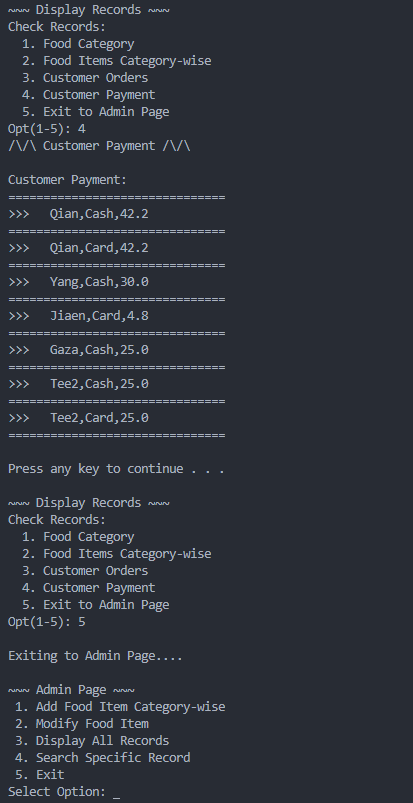 ~~~ Display Records ~~~
Check Records:
  1. Food Category
  2. Food Items Category-wise
  3. Customer Orders
  4. Customer Payment
  5. Exit to Admin Page
Opt(1-5): 4
/\/\ Customer Payment /\/\

Customer Payment:
===============================
>>>   Qian,Cash,42.2
===============================
>>>   Qian,Card,42.2
===============================
>>>   Yang,Cash,30.0
===============================
>>>   Jiaen,Card,4.8
===============================
>>>   Gaza,Cash,25.0
===============================
>>>   Tee2,Cash,25.0
===============================
>>>   Tee2,Card,25.0
===============================

Press any key to continue . . .

~~~ Display Records ~~~
Check Records:
  1. Food Category
  2. Food Items Category-wise
  3. Customer Orders
  4. Customer Payment
  5. Exit to Admin Page
Opt(1-5): 5

Exiting to Admin Page....

~~~ Admin Page ~~~
 1. Add Food Item Category-wise
 2. Modify Food Item
 3. Display All Records
 4. Search Specific Record
 5. Exit
Select Option: _